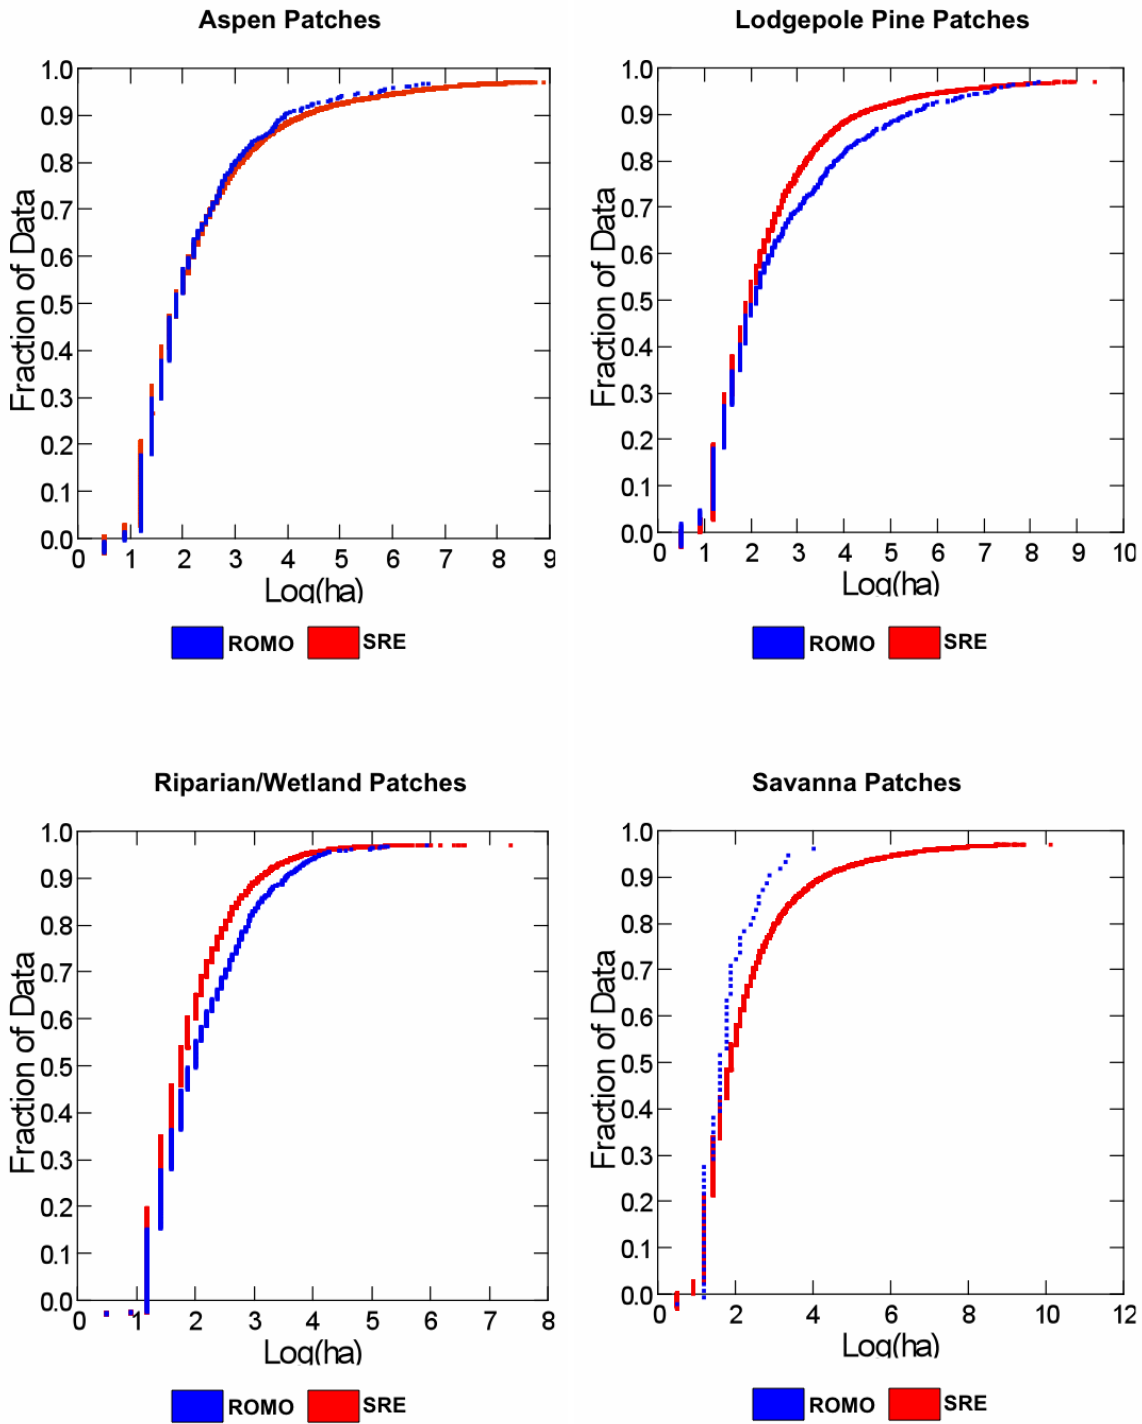 Aspen Patches
Fraction of Data
1.0
0.9
0.8
0.7
0.6
0.5
0.4
0.3
0.2
0.1
0.0
0 1 2 3 4 5 6 7 8 9
Log(ha)
ROMO SRE
Lodgepole Pine Patches
Fraction of Data
1.0
0.9
0.8
0.7
0.6
0.5
0.4
0.3
0.2
0.1
0.0
0 1 2 3 4 5 6 7 8 9 10
Log(ha)
ROMO SRE
Riparian/Wetland Patches
Fraction of Data
1.0
0.9
0.8
0.7
0.6
0.5
0.4
0.3
0.2
0.1
0.0
0 1 2 3 4 5 6 7 8
Log(ha)
ROMO SRE
Savanna Patches
Fraction of Data
1.0
0.9
0.8
0.7
0.6
0.5
0.4
0.3
0.2
0.1
0.0
0 2 4 6 8 10 12
Log(ha)
ROMO SRE